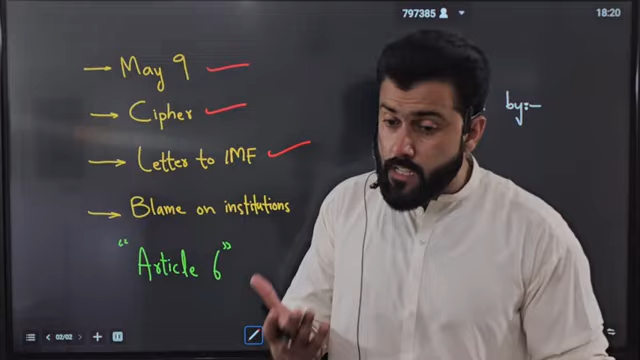 797385 18:20
→ May 9
→ Cipher
→ Letter to IMF
→ Blame on institutions
"Article 6"
by:-
02/02